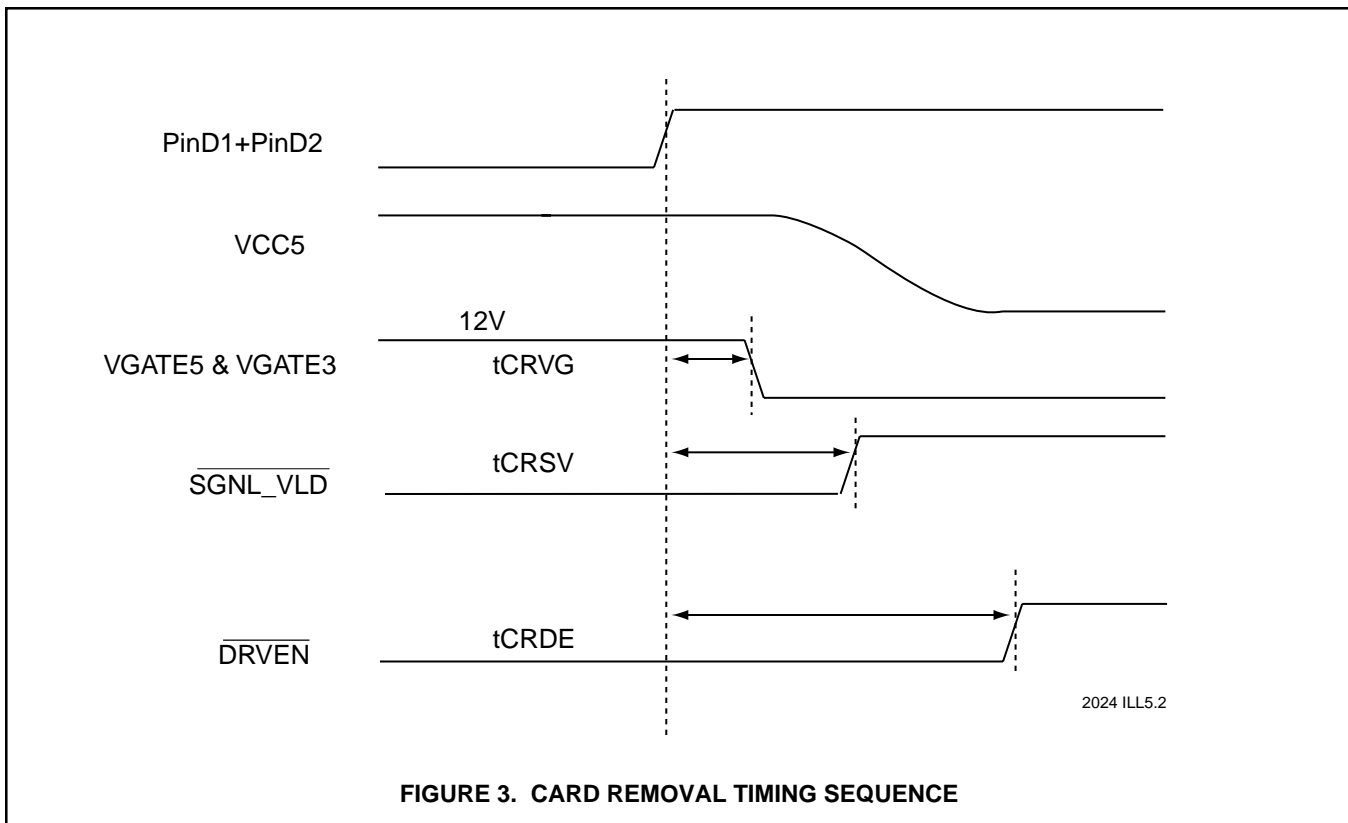 PinD1+PinD2
VCC5
12V
VGATE5 & VGATE3
tCRVG
tCRSV
SGNL_VLD
tCRDE
DRVEN
2024 ILL5.2
FIGURE 3. CARD REMOVAL TIMING SEQUENCE